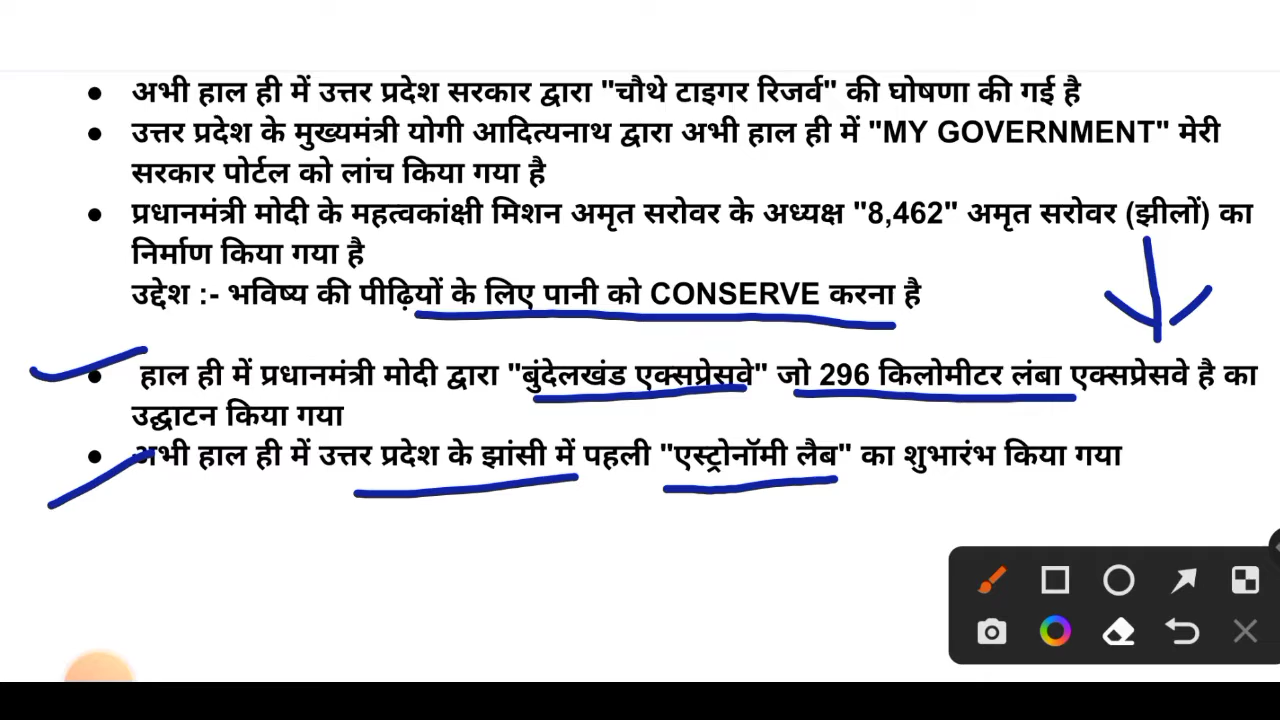 ● अभी हाल ही में उत्तर प्रदेश सरकार द्वारा "चौथे टाइगर रिजर्व" की घोषणा की गई है
● उत्तर प्रदेश के मुख्यमंत्री योगी आदित्यनाथ द्वारा अभी हाल ही में "MY GOVERNMENT" मेरी
सरकार पोर्टल को लांच किया गया है
● प्रधानमंत्री मोदी के महत्वकांक्षी मिशन अमृत सरोवर के अध्यक्ष "8,462" अमृत सरोवर (झीलों) का
निर्माण किया गया है
उद्देश :- भविष्य की पीढ़ियों के लिए पानी को CONSERVE करना है
● हाल ही में प्रधानमंत्री मोदी द्वारा "बुंदेलखंड एक्सप्रेसवे" जो 296 किलोमीटर लंबा एक्सप्रेसवे है का
उद्घाटन किया गया
● अभी हाल ही में उत्तर प्रदेश के झांसी में पहली "एस्ट्रोनॉमी लैब" का शुभारंभ किया गया